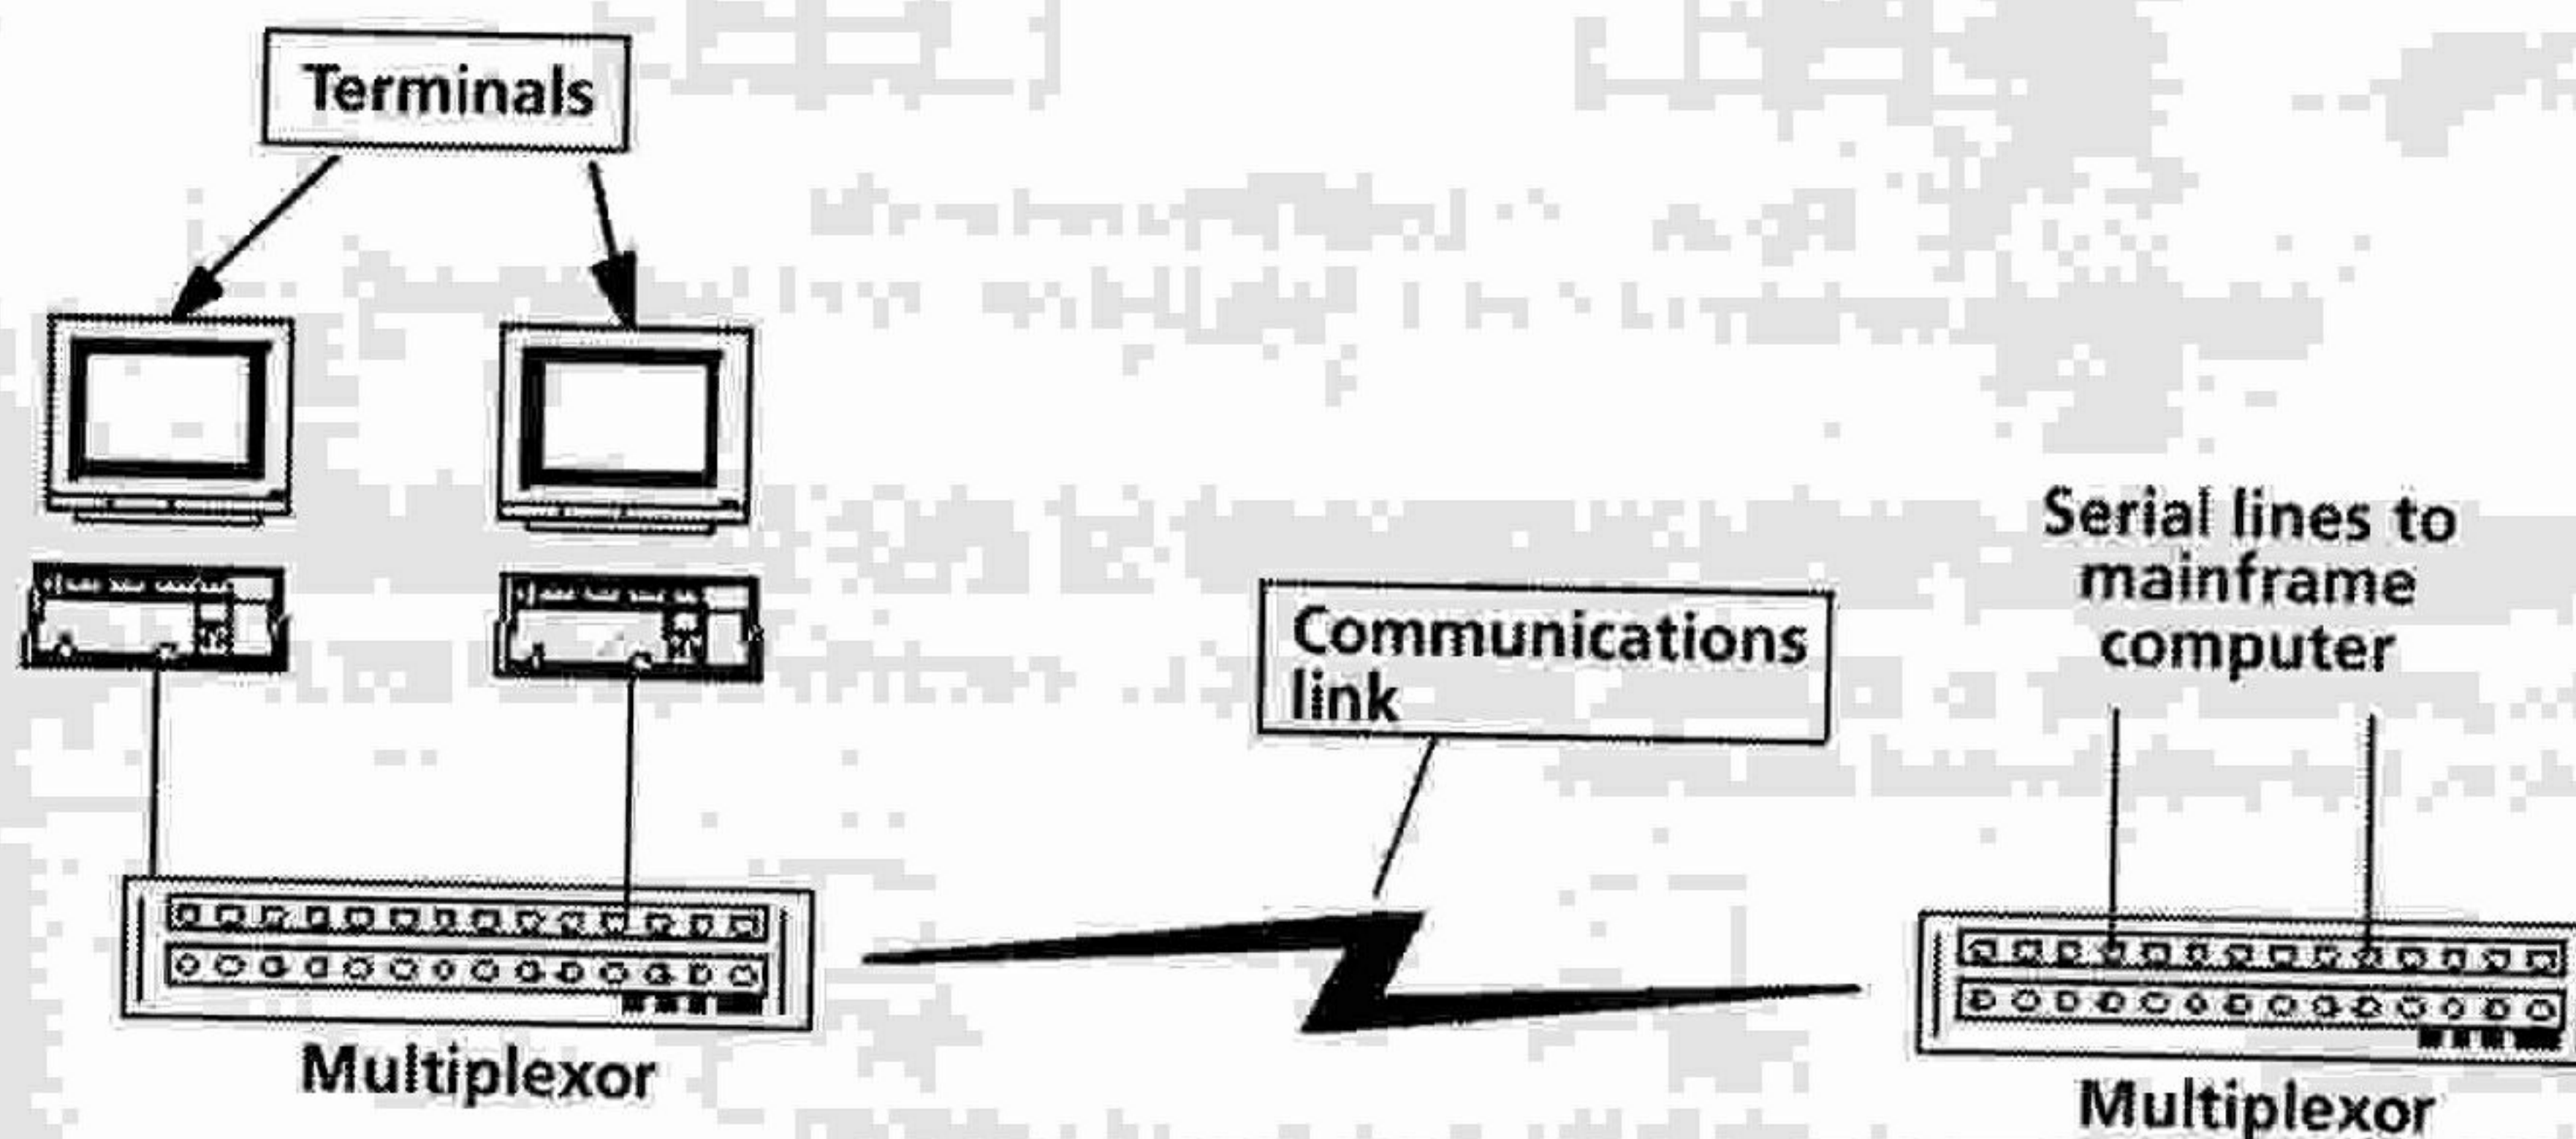 Terminals
Serial lines to
mainframe
computer
Communications
link
Multiplexor
Multiplexor